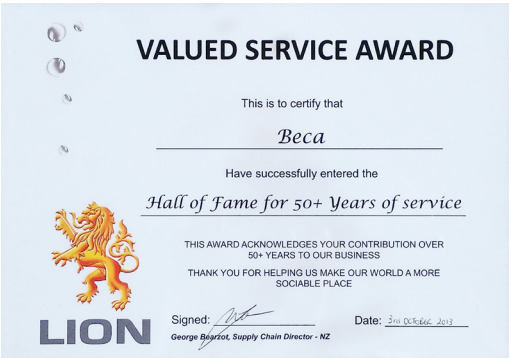 VALUED SERVICE AWARD
This is to certify that
Beca
Have successfully entered the
Hall of Fame for 50+ Years of service
THIS AWARD ACKNOWLEDGES YOUR CONTRIBUTION OVER
50+ YEARS TO OUR BUSINESS
THANK YOU FOR HELPING US MAKE OUR WORLD A MORE
SOCIABLE PLACE
LION
Signed:
Date: 3rd OCTOBER 2013
George Bearzot, Supply Chain Director - NZ